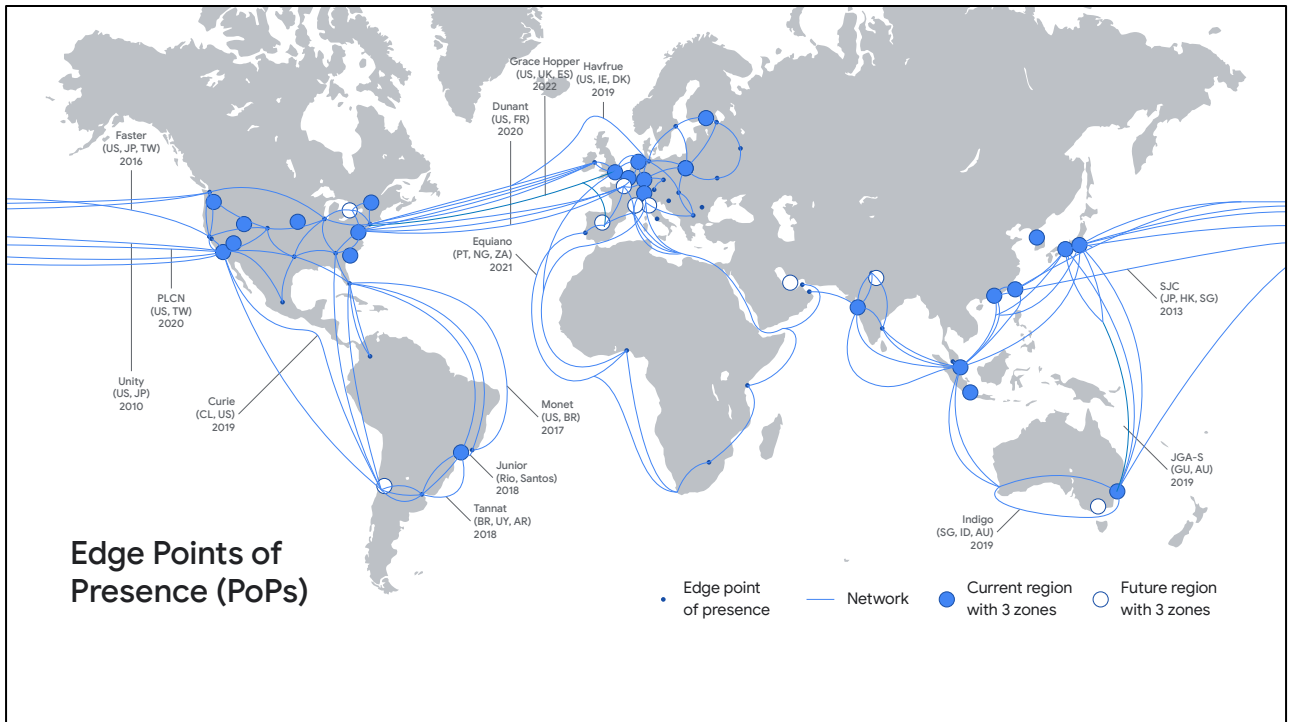 Grace Hopper
(US, UK, ES)
2022
Havfrue
(US, IE, DK)
2019
Dunant
(US, FR)
2020
Faster
(US, JP, TW)
2016
Equiano
(PT, NG, ZA)
2021
PLCN
(US, TW)
2020
SJC
(JP, HK, SG)
2013
Unity
(US, JP)
2010
Curie
(CL, US)
2019
Monet
(US, BR)
2017
Junior
(Rio, Santos)
2018
JGA-S
(GU, AU)
2019
Tannat
(BR, UY, AR)
2018
Indigo
(SG, ID, AU)
2019
Edge Points of
Presence (PoPs)
Edge point
of presence
Network
Current region
with 3 zones
Future region
with 3 zones